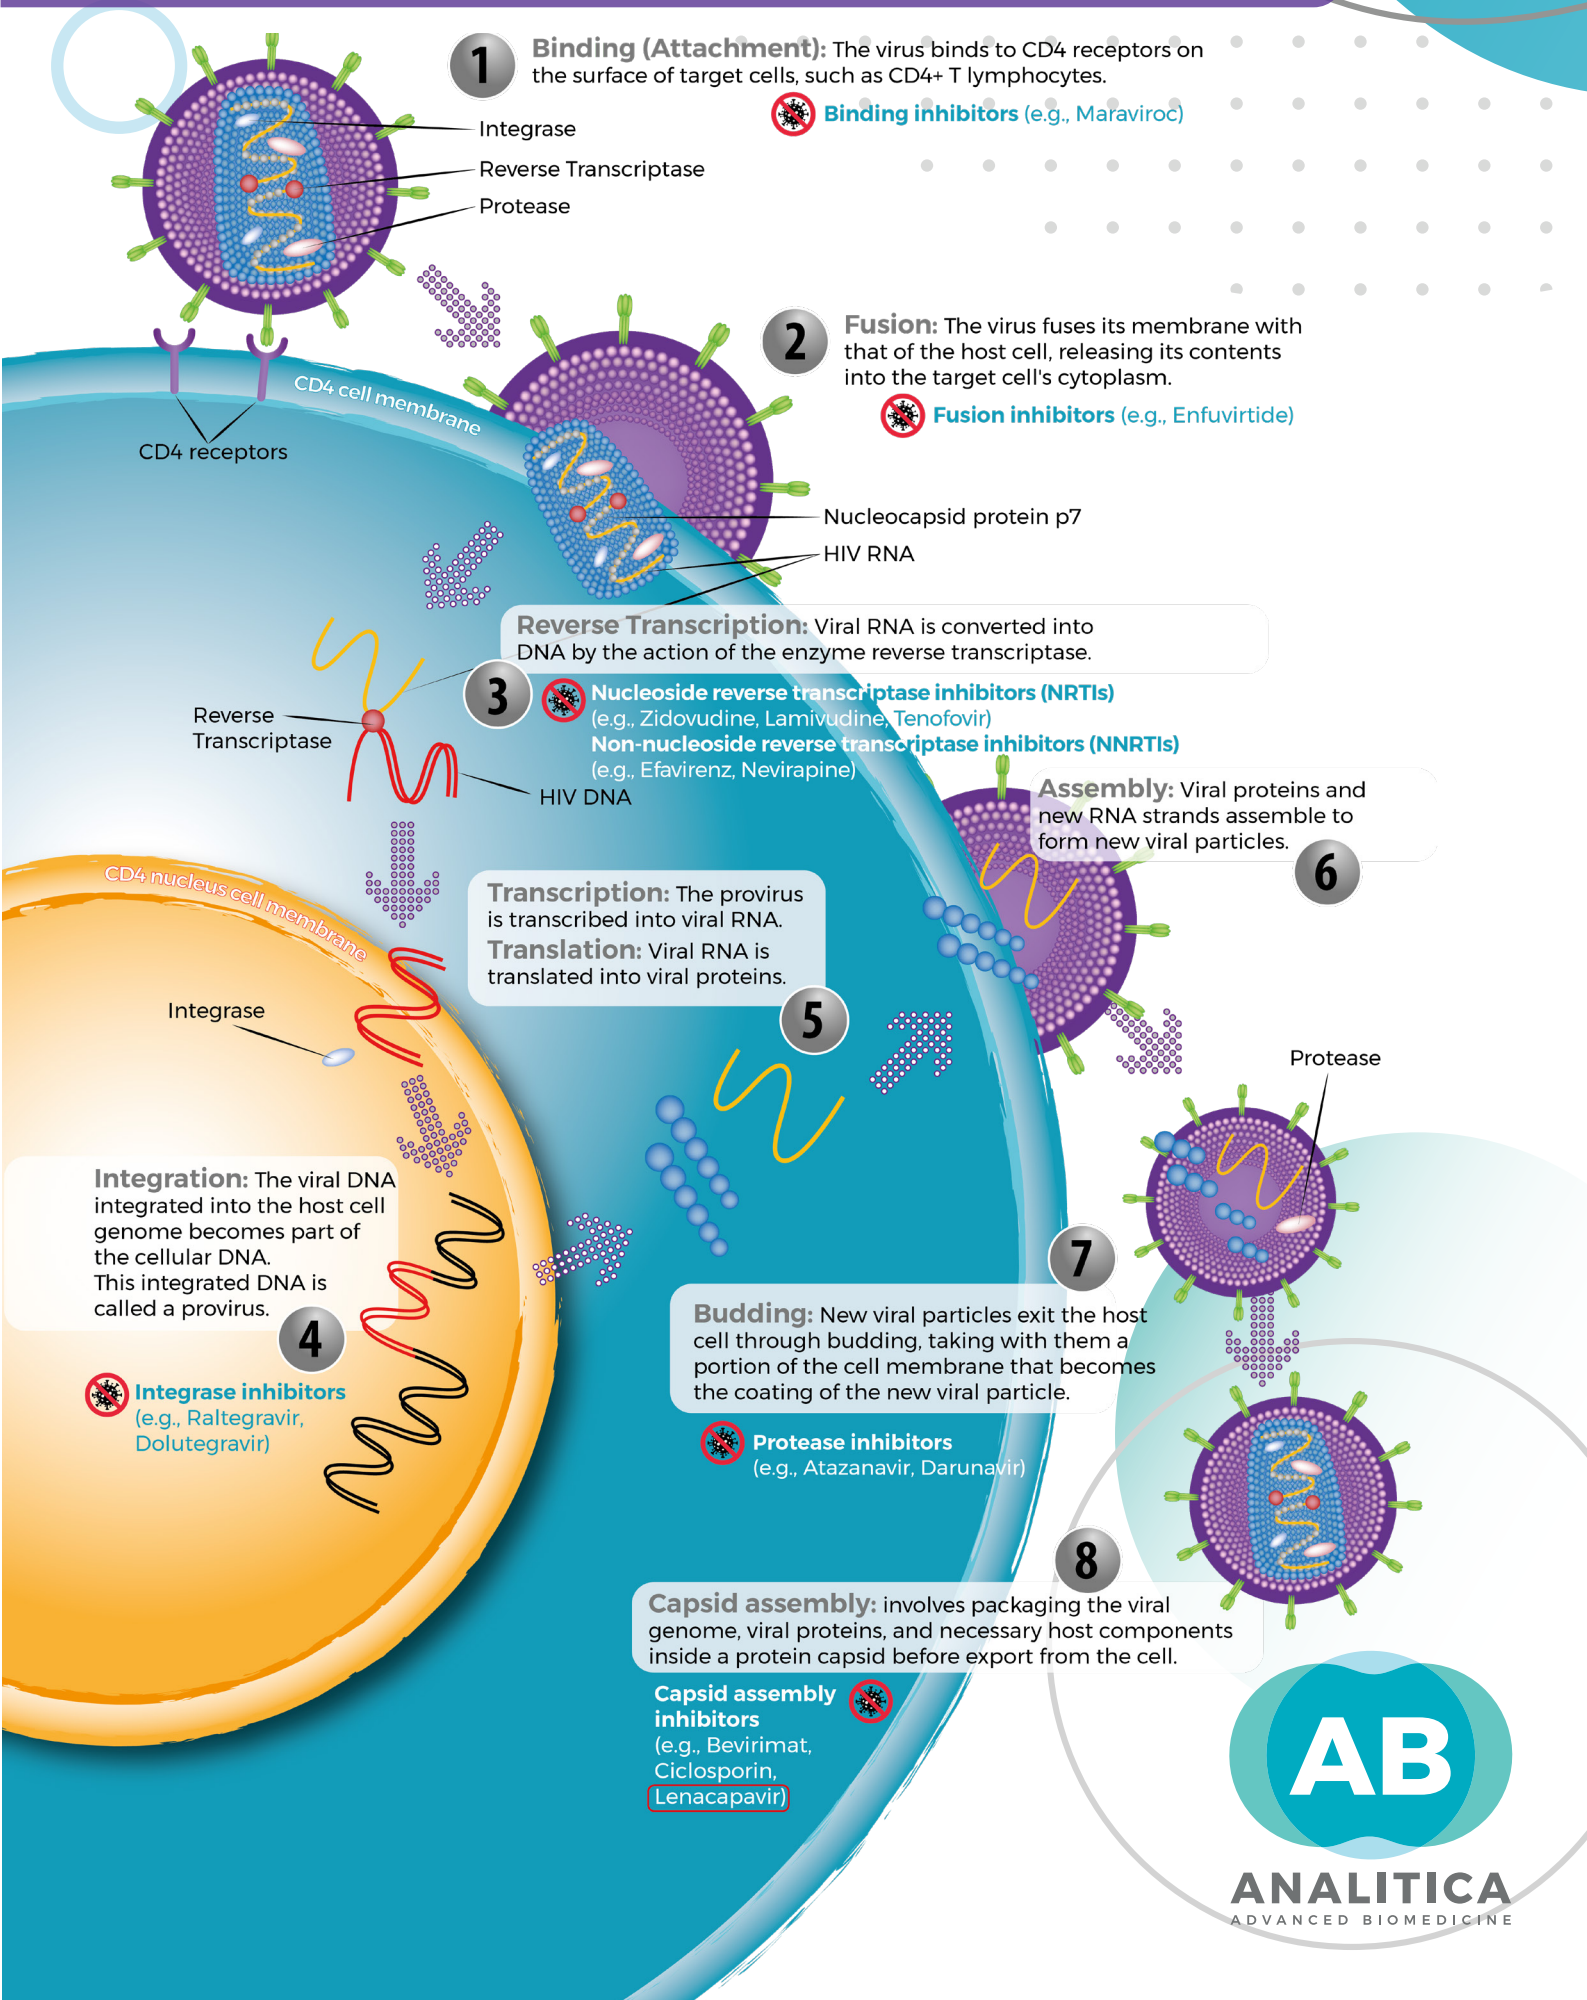 1
Binding (Attachment): The virus binds to CD4 receptors on
the surface of target cells, such as CD4+ T lymphocytes.
Binding inhibitors (e.g., Maraviroc)
Integrase
Reverse Transcriptase
Protease
2
Fusion: The virus fuses its membrane with
that of the host cell, releasing its contents
into the target cell's cytoplasm.
Fusion inhibitors (e.g., Enfuvirtide)
CD4 cell membrane
CD4 receptors
Nucleocapsid protein p7
HIV RNA
Reverse Transcription: Viral RNA is converted into
DNA by the action of the enzyme reverse transcriptase.
3
Nucleoside reverse transcriptase inhibitors (NRTIs)
(e.g., Zidovudine, Lamivudine, Tenofovir)
Non-nucleoside reverse transcriptase inhibitors (NNRTIs)
(e.g., Efavirenz, Nevirapine)
Reverse
Transcriptase
HIV DNA
Assembly: Viral proteins and
new RNA strands assemble to
form new viral particles.
6
CD4 nucleus cell membrane
Transcription: The provirus
is transcribed into viral RNA.
Translation: Viral RNA is
translated into viral proteins.
5
Integrase
Protease
Integration: The viral DNA
integrated into the host cell
genome becomes part of
the cellular DNA.
This integrated DNA is
called a provirus.
4
Integrase inhibitors
(e.g., Raltegravir,
Dolutegravir)
7
Budding: New viral particles exit the host
cell through budding, taking with them a
portion of the cell membrane that becomes
the coating of the new viral particle.
Protease inhibitors
(e.g., Atazanavir, Darunavir)
8
Capsid assembly: involves packaging the viral
genome, viral proteins, and necessary host components
inside a protein capsid before export from the cell.
Capsid assembly
inhibitors
(e.g., Bevirimat,
Ciclosporin,
Lenacapavir)
AB
ANALITICA
ADVANCED BIOMEDICINE